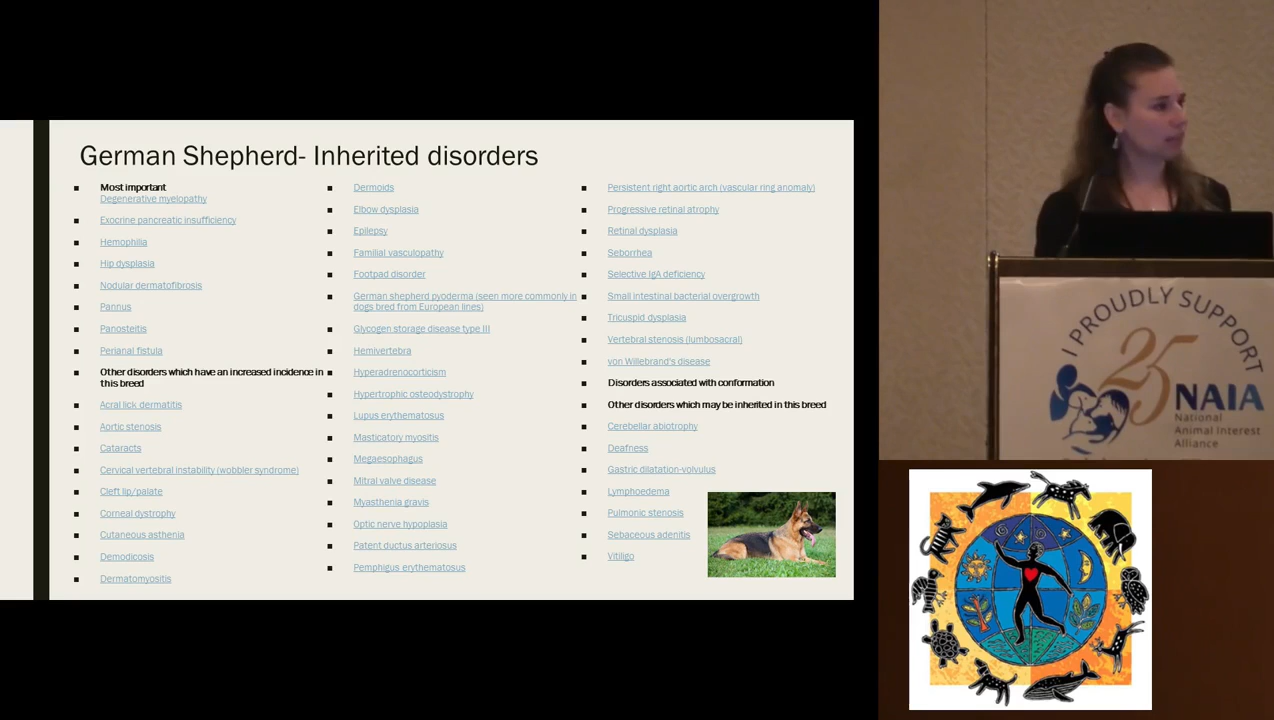 German Shepherd- Inherited disorders
Most important
Degenerative myelopathy
Exocrine pancreatic insufficiency
Hemophilia
Hip dysplasia
Nodular dermatofibrosis
Pannus
Panosteitis
Perianal fistula
Other disorders which have an increased incidence in
this breed
Acral lick dermatitis
Aortic stenosis
Cataracts
Cervical vertebral instability (wobbler syndrome)
Cleft lip/palate
Corneal dystrophy
Cutaneous asthenia
Demodicosis
Dermatomyositis
Dermoids
Elbow dysplasia
Epilepsy
Familial vasculopathy
Footpad disorder
German shepherd pyoderma (seen more commonly in
dogs bred from European lines)
Glycogen storage disease type III
Hemivertebra
Hyperadrenocorticism
Hypertrophic osteodystrophy
Lupus erythematosus
Masticatory myositis
Megaesophagus
Mitral valve disease
Myasthenia gravis
Optic nerve hypoplasia
Patent ductus arteriosus
Pemphigus erythematosus
Persistent right aortic arch (vascular ring anomaly)
Progressive retinal atrophy
Retinal dysplasia
Seborrhea
Selective IgA deficiency
Small intestinal bacterial overgrowth
Tricuspid dysplasia
Vertebral stenosis (lumbosacral)
von Willebrand's disease
Disorders associated with conformation
Other disorders which may be inherited in this breed
Cerebellar abiotrophy
Deafness
Gastric dilatation-volvulus
Lymphoedema
Pulmonic stenosis
Sebaceous adenitis
Vitiligo
I PROUDLY SUPPORT
25
NAIA
National
Animal Interest
Alliance